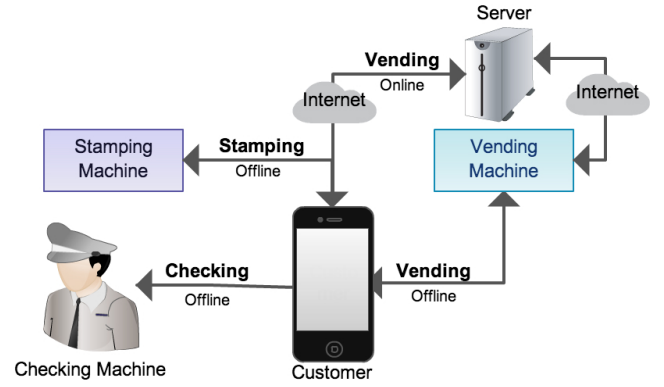 Server
Vending
Online
Internet
Internet
Stamping
Machine
Stamping
Offline
Vending
Machine
Checking
Offline
Vending
Offline
Checking Machine
Customer